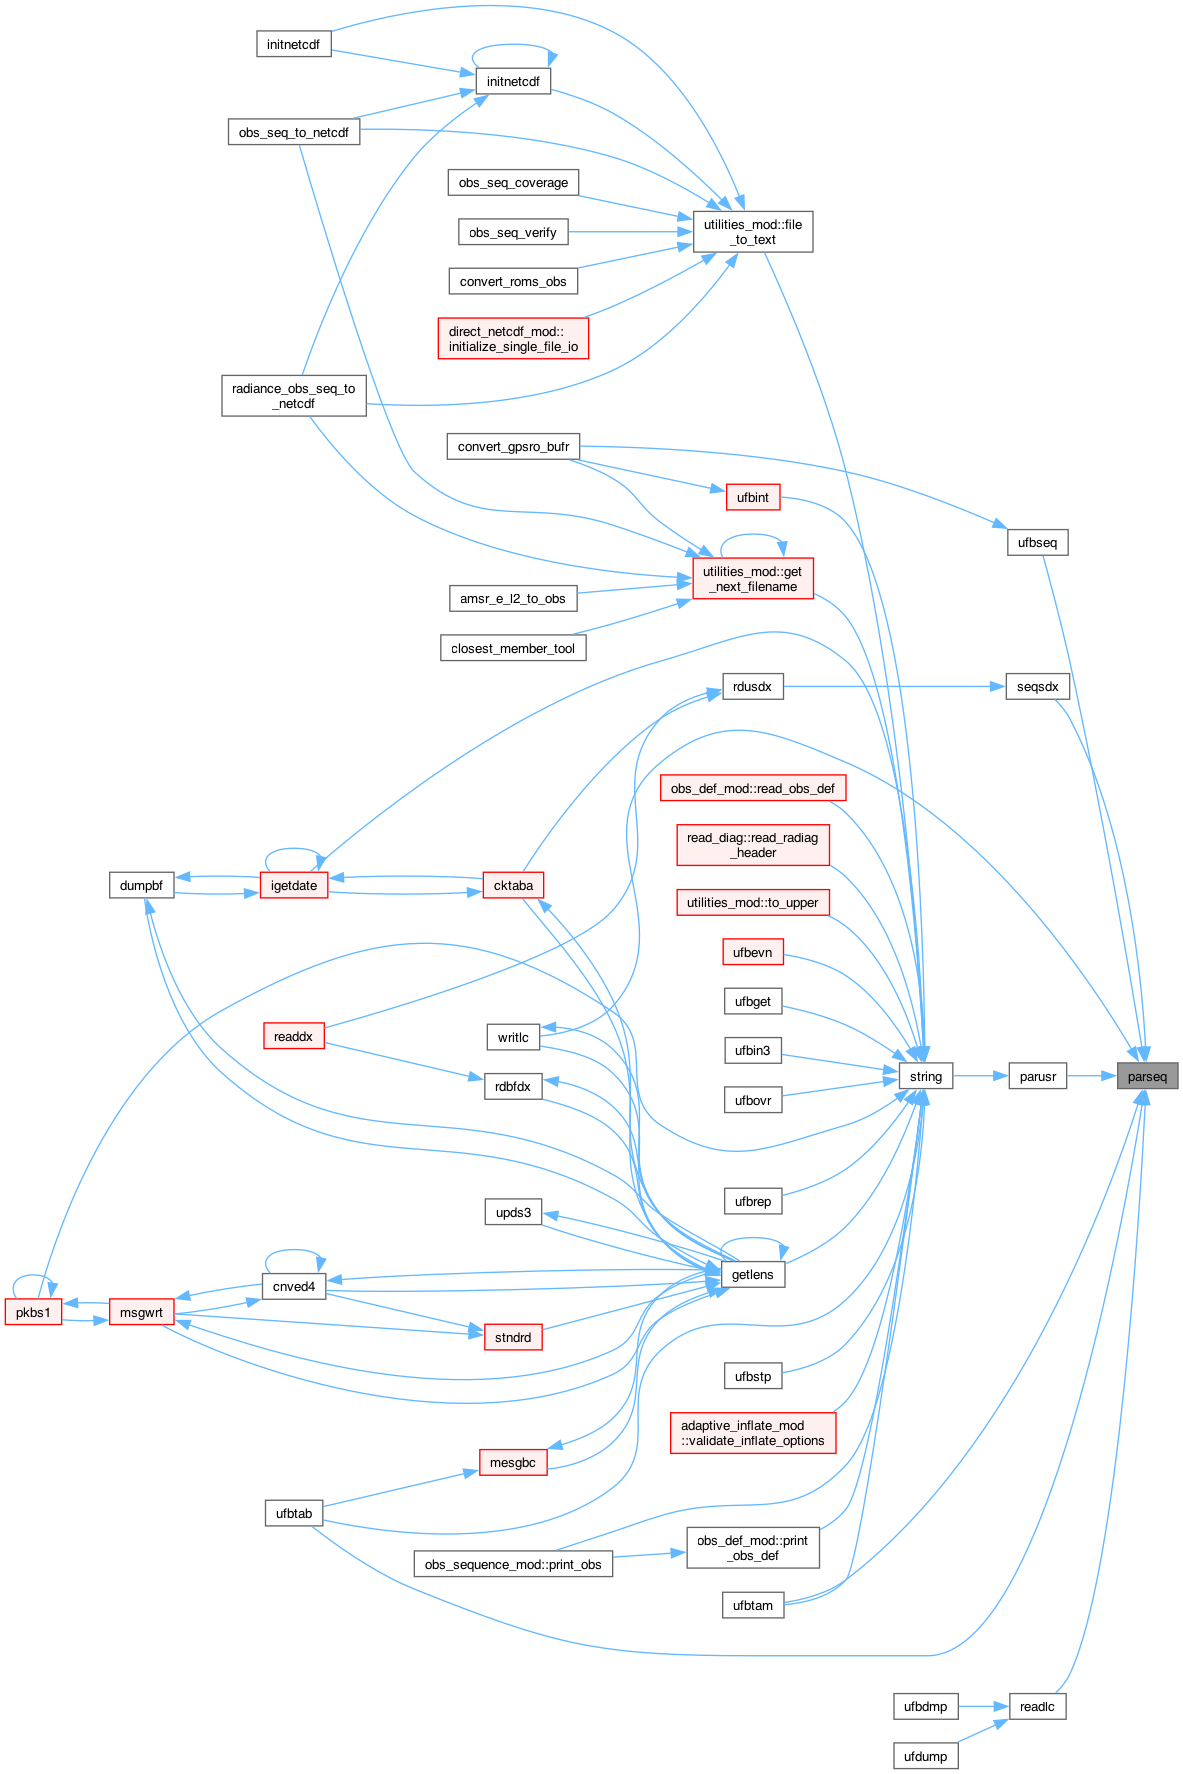 initnetcdf
initnetcdf
obs_seq_to_netcdf
obs_seq_coverage
utilities_mod::file
_to_text
obs_seq_verify
convert_roms_obs
direct_netcdf_mod::
initialize_single_file_io
radiance_obs_seq_to
_netcdf
convert_gpsro_bufr
ufbint
ufbseq
utilities_mod::get
_next_filename
amsr_e_l2_to_obs
closest_member_tool
rdusdx
seqsdx
obs_def_mod::read_obs_def
read_diag::read_radiag
_header
dumpbf
igetdate
cktaba
utilities_mod::to_upper
ufbevn
ufbget
readdx
writlc
ufbin3
string
parusr
parseq
rdbfdx
ufbovr
ufbrep
upds3
getlens
cnved4
pkbs1
msgwrt
stndrd
ufbstp
adaptive_inflate_mod
::validate_inflate_options
mesgbc
ufbtab
obs_def_mod::print
_obs_def
obs_sequence_mod::print_obs
ufbtam
ufbdmp
readlc
ufdump